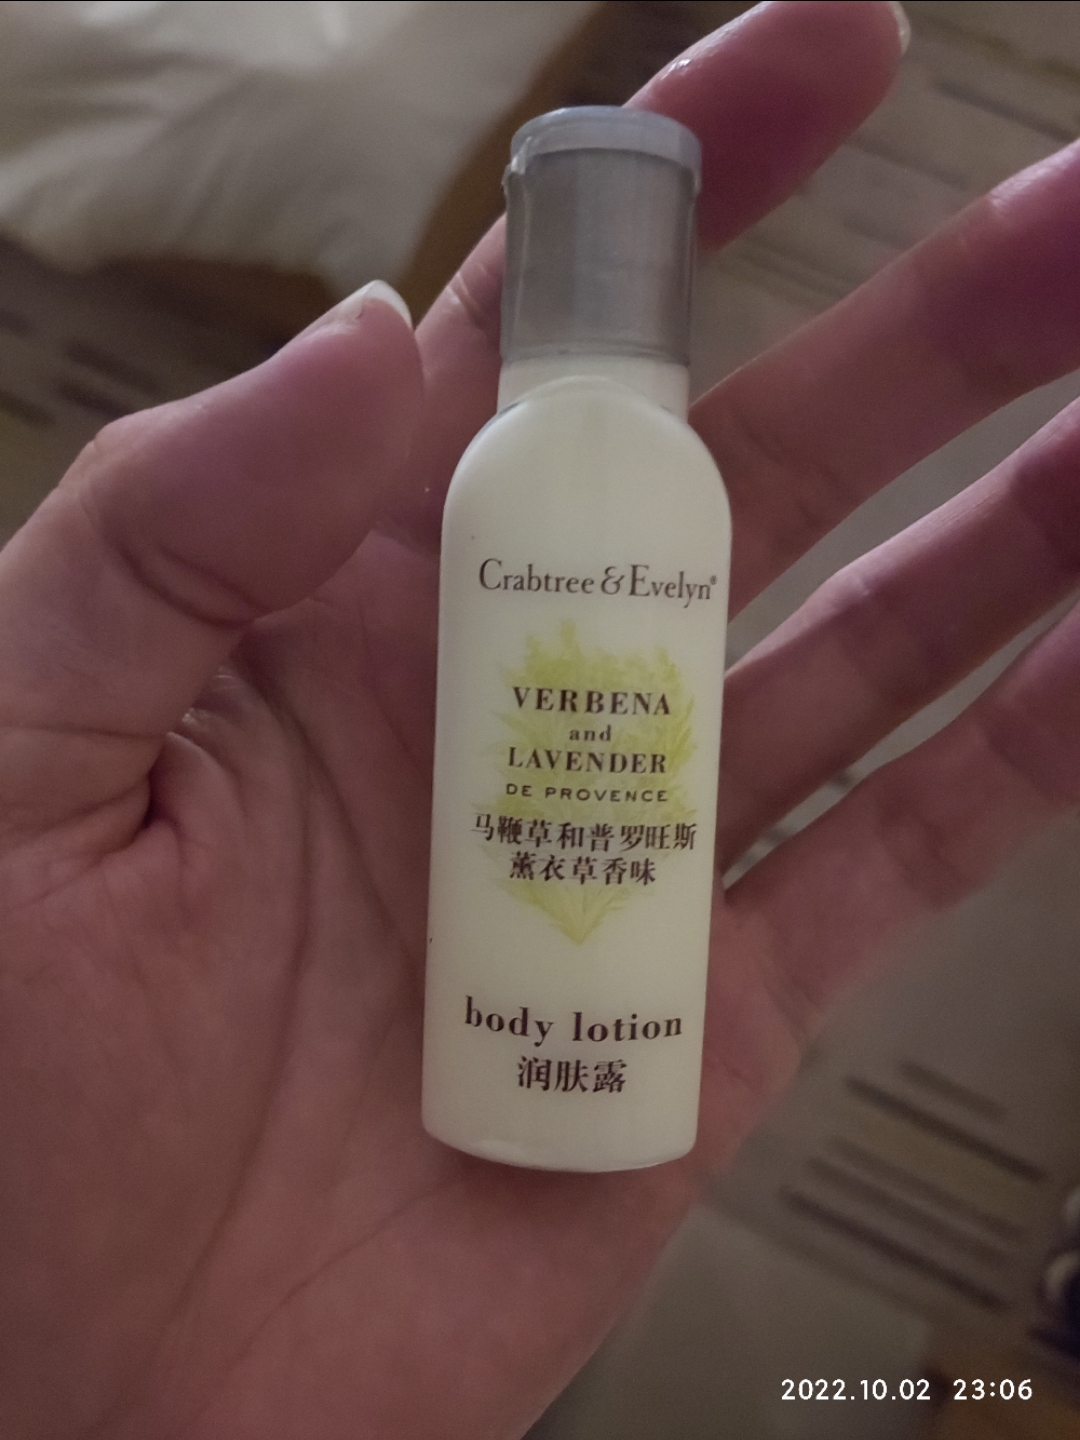 Crabtree & Evelyn®
VERBENA
and
LAVENDER
DE PROVENCE
马鞭草和普罗旺斯
薰衣草香味
body lotion
润肤露
2022.10.02 23:06